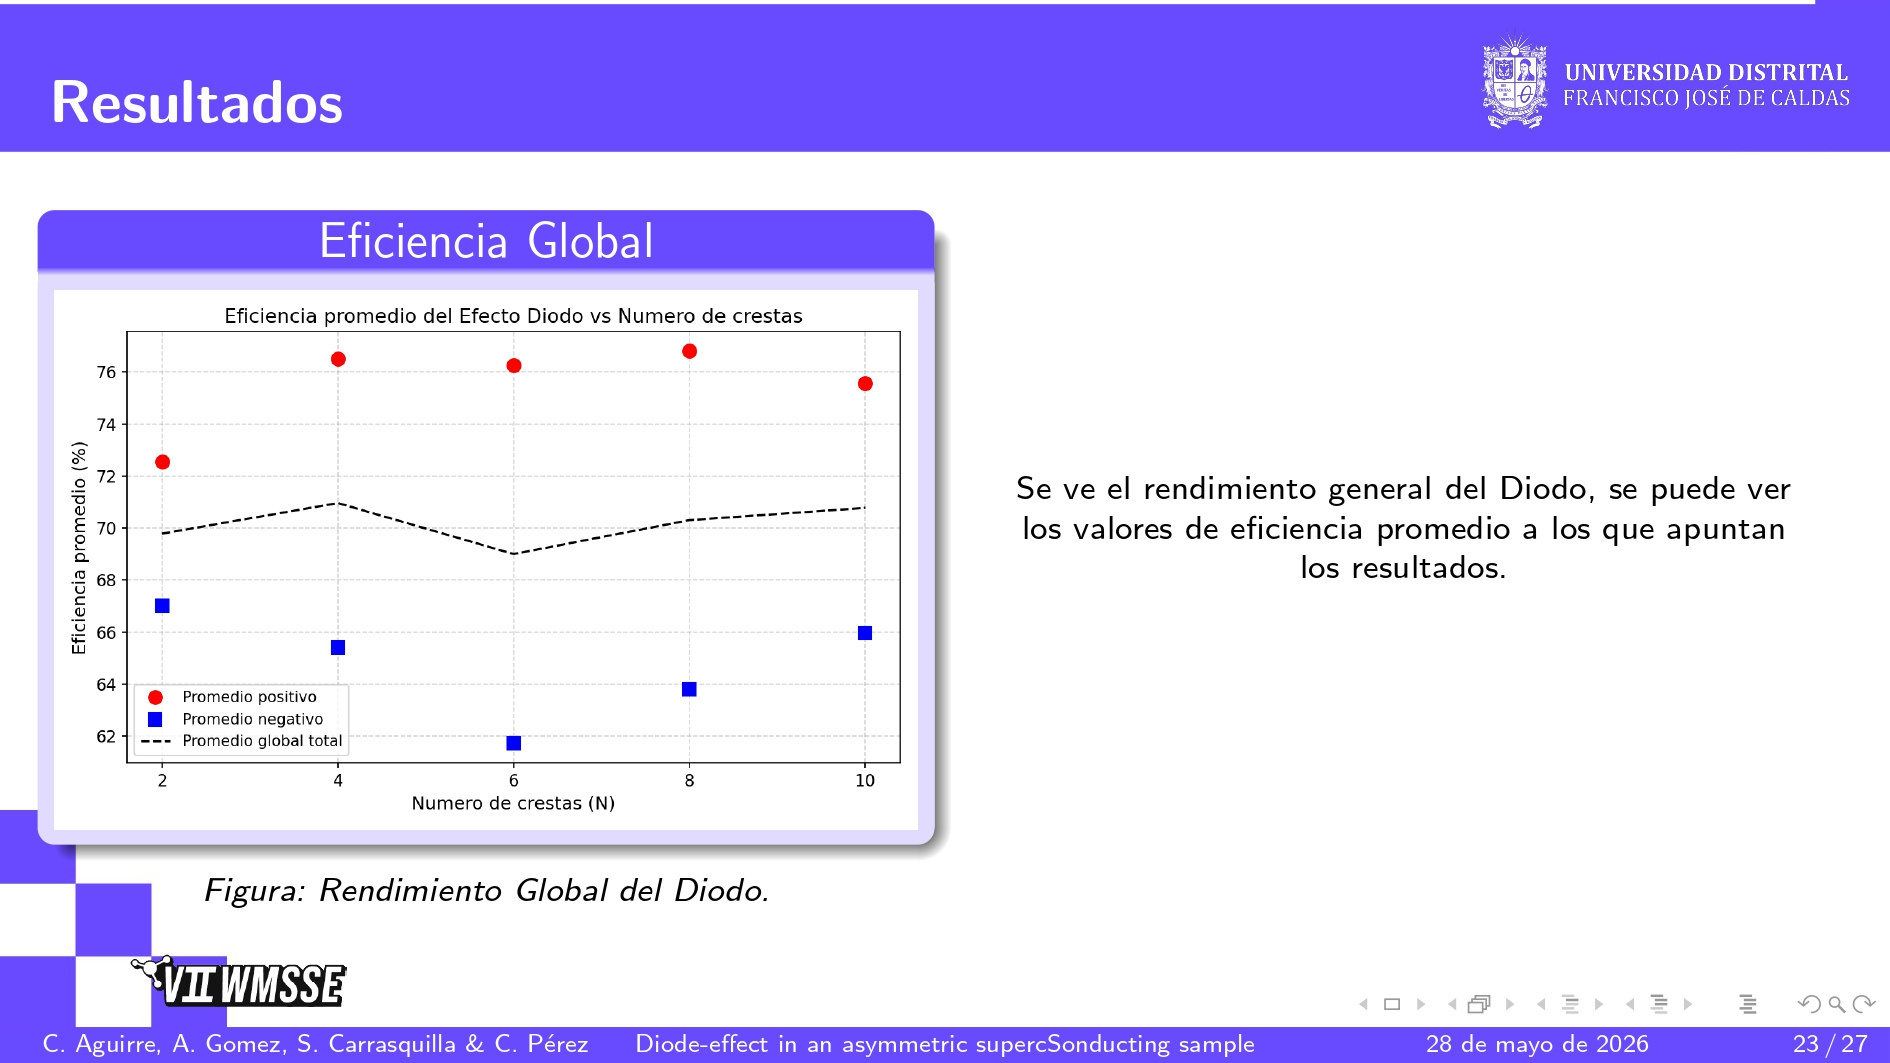 Resultados
UNIVERSIDAD DISTRITAL
FRANCISCO JOSÉ DE CALDAS
Eficiencia Global
Eficiencia promedio del Efecto Diodo vs Numero de crestas
Eficiencia promedio (%)
76
74
72
70
68
66
64
62
Promedio positivo
Promedio negativo
Promedio global total
2 4 6 8 10
Numero de crestas (N)
Figura: Rendimiento Global del Diodo.
Se ve el rendimiento general del Diodo, se puede ver
los valores de eficiencia promedio a los que apuntan
los resultados.
VII WMSSE
C. Aguirre, A. Gomez, S. Carrasquilla & C. Pérez Diode-effect in an asymmetric supercSonducting sample 28 de mayo de 2026 23 / 27